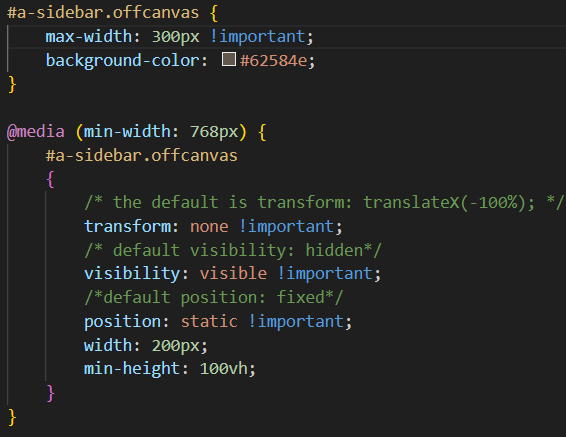 #a-sidebar.offcanvas {
max-width: 300px !important;
background-color: #62584e;
}
@media (min-width: 768px) {
#a-sidebar.offcanvas
{
/* the default is transform: translateX(-100%); */
transform: none !important;
/* default visibility: hidden*/
visibility: visible !important;
/*default position: fixed*/
position: static !important;
width: 200px;
min-height: 100vh;
}
}